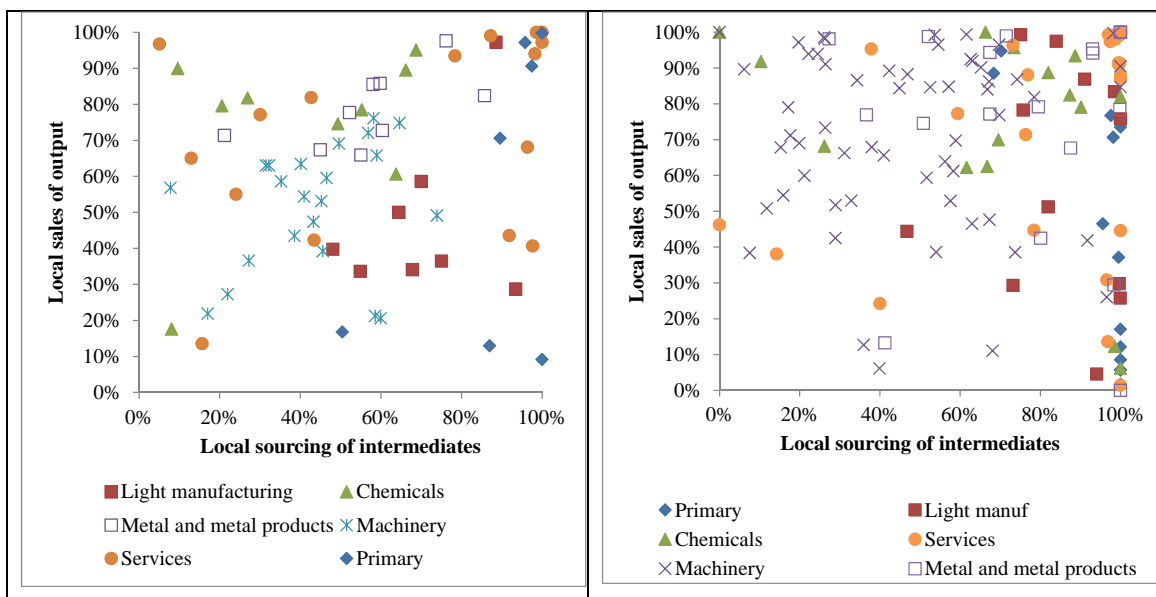 100%
90%
80%
70%
60%
50%
40%
30%
20%
10%
0%
Local sales of output
0% 20% 40% 60% 80% 100%
Local sourcing of intermediates
Light manufacturing Chemicals
Metal and metal products Machinery
Services Primary
100%
90%
80%
70%
60%
50%
40%
30%
20%
10%
0%
Local sales of output
0% 20% 40% 60% 80% 100%
Local sourcing of intermediates
Primary Light manuf
Chemicals Services
Machinery Metal and metal products